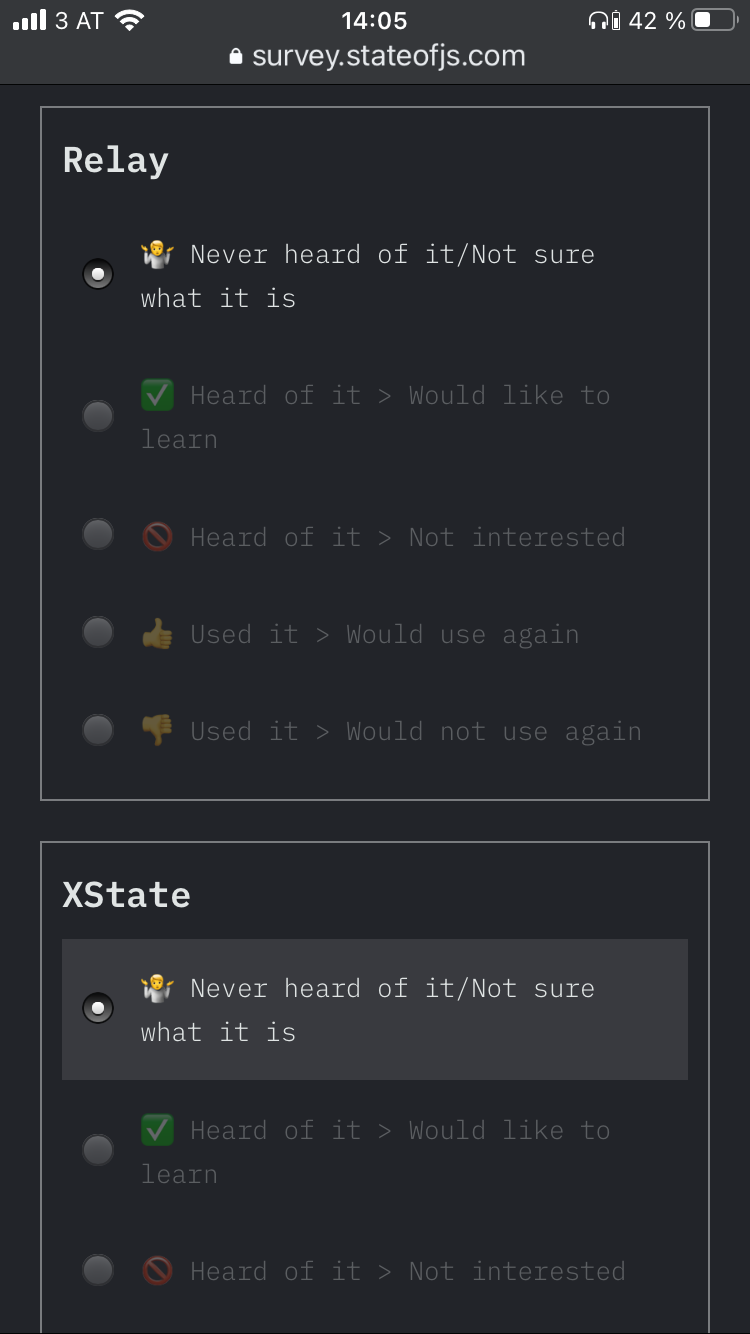 3 AT 14:05 42 %
survey.stateofjs.com
Relay
Never heard of it/Not sure
what it is
Heard of it > Would like to
learn
Heard of it > Not interested
Used it > Would use again
Used it > Would not use again
XState
Never heard of it/Not sure
what it is
Heard of it > Would like to
learn
Heard of it > Not interested